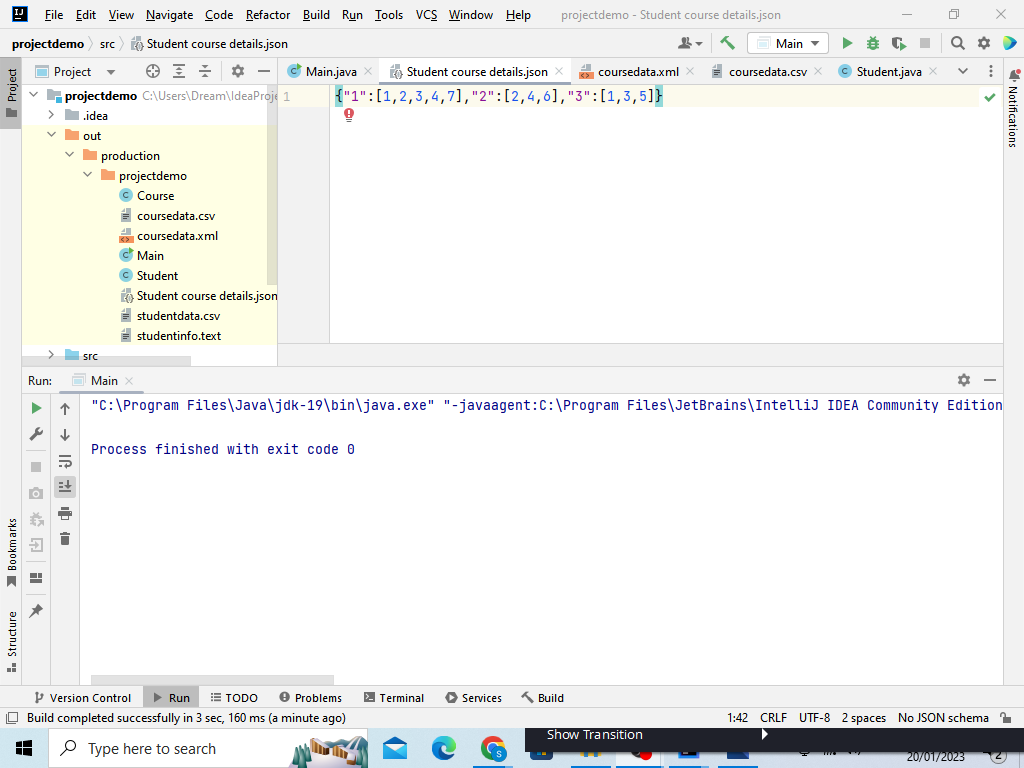 File Edit View Navigate Code Refactor Build Run Tools VCS Window Help projectdemo - Student course details.json
projectdemo src Student course details.json Main
Project Main.java Student course details.json coursedata.xml coursedata.csv Student.java
Project
Notifications
projectdemo C:\Users\Dream\IdeaProje
.idea
out
production
projectdemo
Course
coursedata.csv
coursedata.xml
Main
Student
Student course details.json
studentdata.csv
studentinfo.text
src
1 {"1":[1,2,3,4,7],"2":[2,4,6],"3":[1,3,5]}
Run: Main
"C:\Program Files\Java\jdk-19\bin\java.exe" "-javaagent:C:\Program Files\JetBrains\IntelliJ IDEA Community Edition
Process finished with exit code 0
Bookmarks
Structure
Version Control Run TODO Problems Terminal Services Build
Build completed successfully in 3 sec, 160 ms (a minute ago) 1:42 CRLF UTF-8 2 spaces No JSON schema
Type here to search
Show Transition
20/01/2023
2